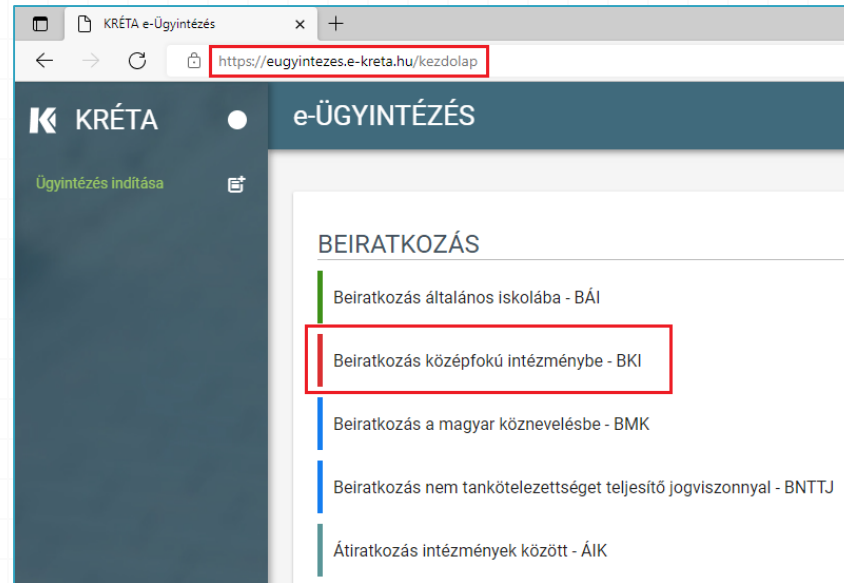 KRÉTA e-Ügyintézés
https://eugyintezes.e-kreta.hu/kezdolap
KRÉTA
e-ÜGYINTÉZÉS
Ügyintézés indítása
BEIRATKOZÁS
Beiratkozás általános iskolába - BÁI
Beiratkozás középfokú intézménybe - BKI
Beiratkozás a magyar köznevelésbe - BMK
Beiratkozás nem tankötelezettséget teljesítő jogviszonnyal - BNTTJ
Átiratkozás intézmények között - ÁIK